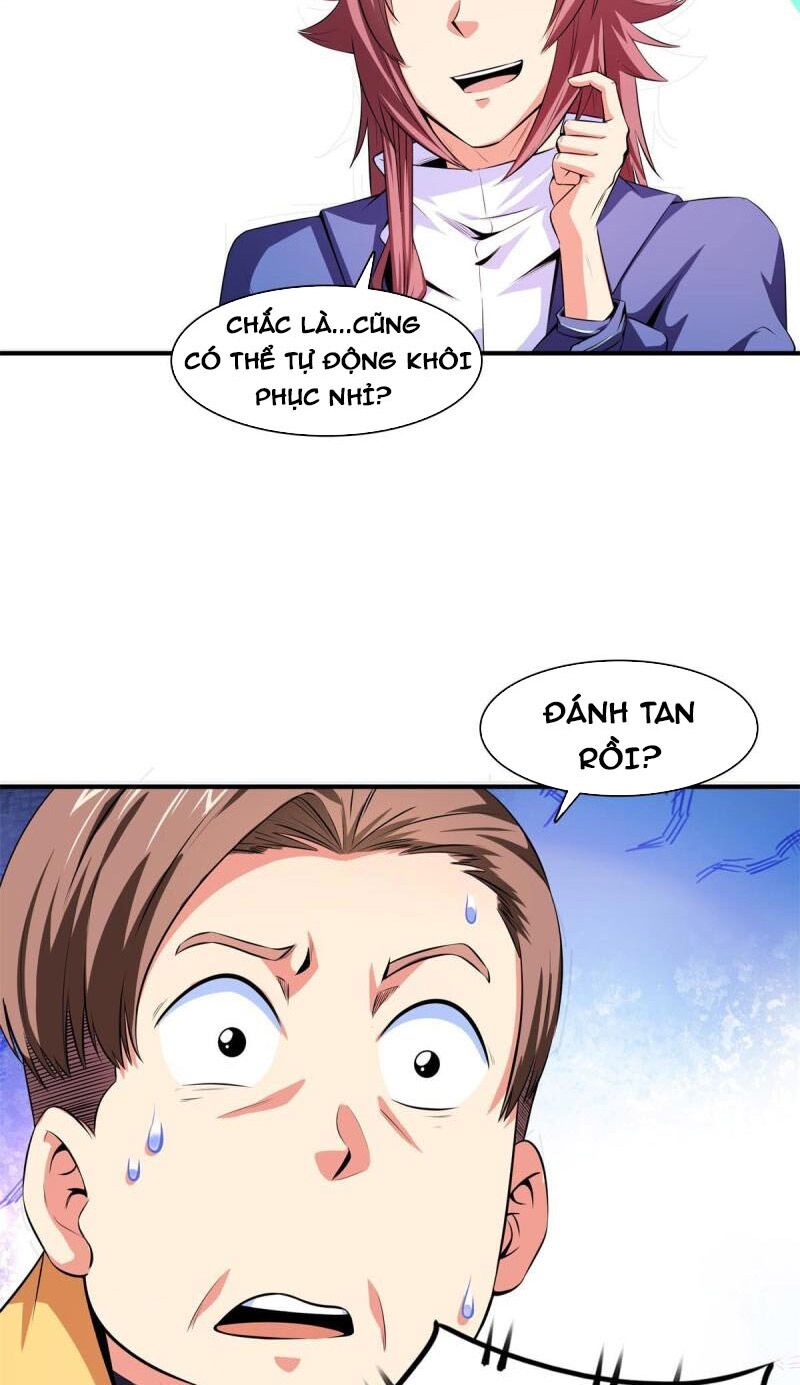 CHẮC LÀ...CŨNG
CÓ THỂ TỰ ĐỘNG KHÔI
PHỤC NHỈ?
ĐÁNH TAN
RỒI?